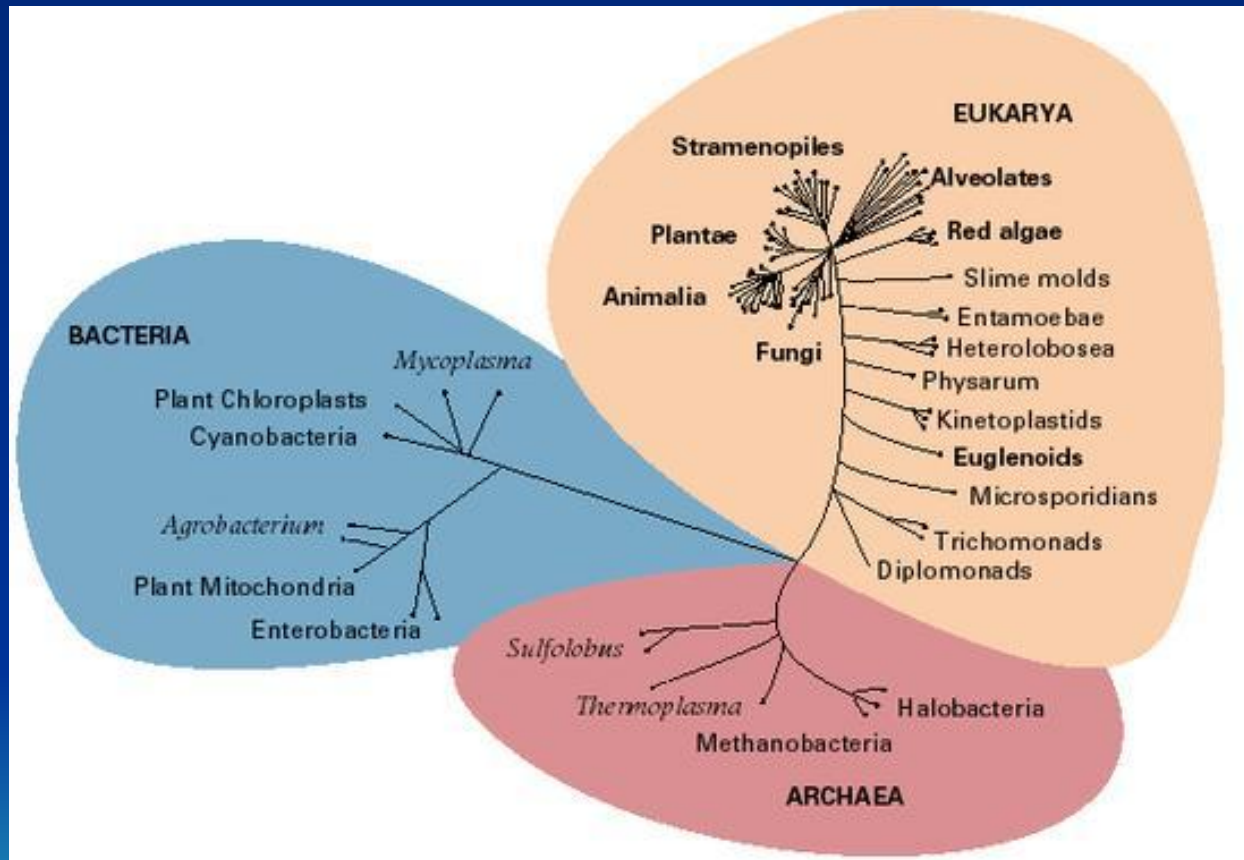 EUKARYA
Stramenopiles
Alveolates
Plantae
Red algae
Slime molds
Animalia
Entamoebae
Fungi
Heterolobosea
Physarum
Kinetoplastids
Euglenoids
Microsporidians
Trichomonads
Diplomonads
BACTERIA
Mycoplasma
Plant Chloroplasts
Cyanobacteria
Agrobacterium
Plant Mitochondria
Enterobacteria
Sulfolobus
Thermoplasma
Halobacteria
Methanobacteria
ARCHAEA